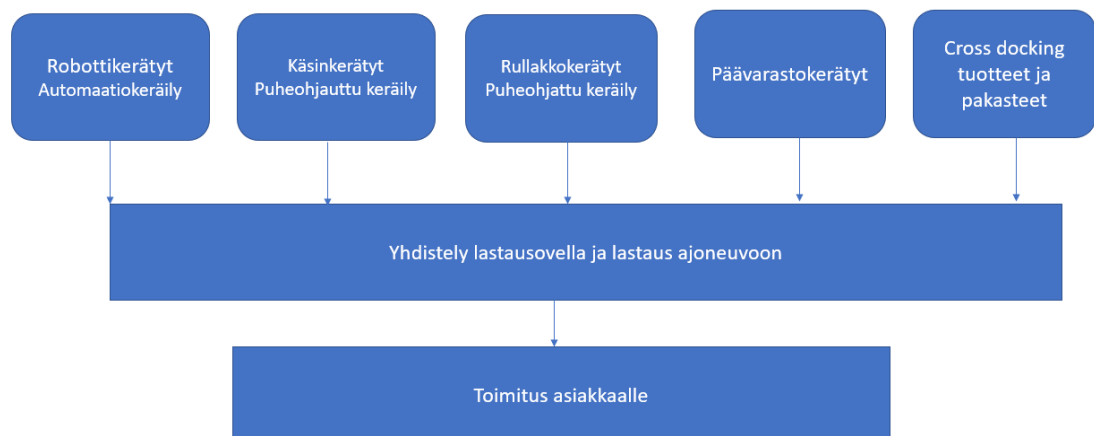 Robottikerätyt
Automaatiokeräily
Käsinkerätyt
Puheohjauttu keräily
Rullakkokerätyt
Puheohjattu keräily
Päävarastokerätyt
Cross docking
tuotteet ja
pakasteet
Yhdistely lastausovella ja lastaus ajoneuvoon
Toimitus asiakkaalle